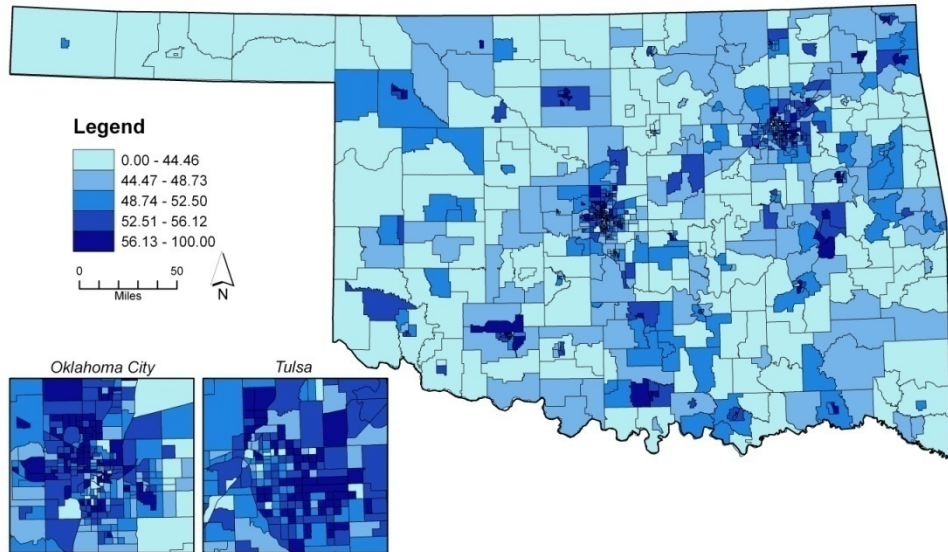 Legend
0.00 - 44.46
44.47 - 48.73
48.74 - 52.50
52.51 - 56.12
56.13 - 100.00
0 50
Miles
N
Oklahoma City
Tulsa